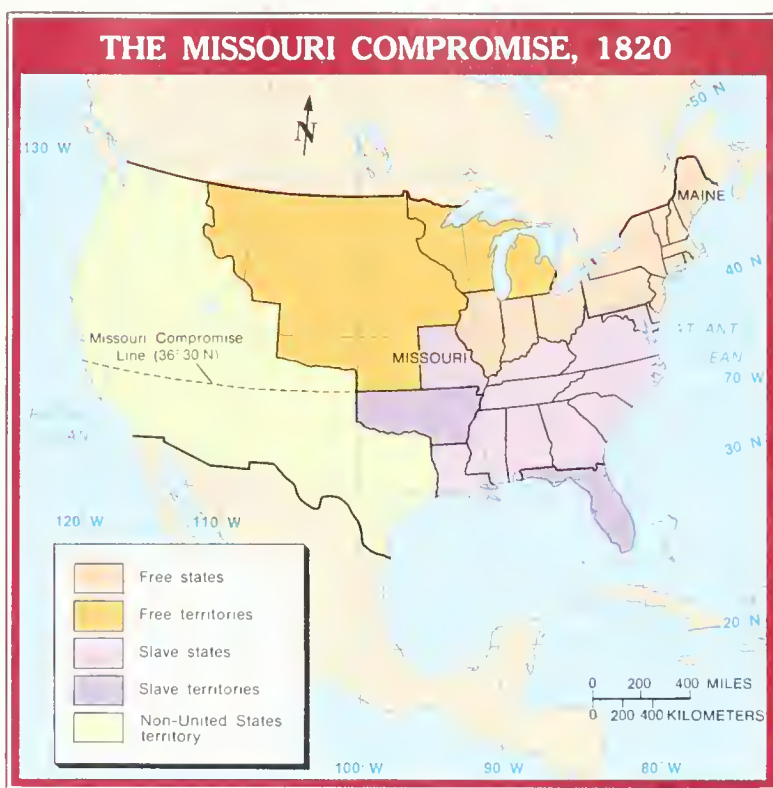 THE MISSOURI COMPROMISE, 1820
50 N
130 W
N
MAINE
40 N
Missouri Compromise
Line (36°30 N)
MISSOURI
70 W
30 N
120 W
110 W
Free states
Free territories
Slave states
20 N
Slave territories
0 200 400 MILES
0 200 400 KILOMETERS
Non-United States
territory
100° W
90 W
80° W